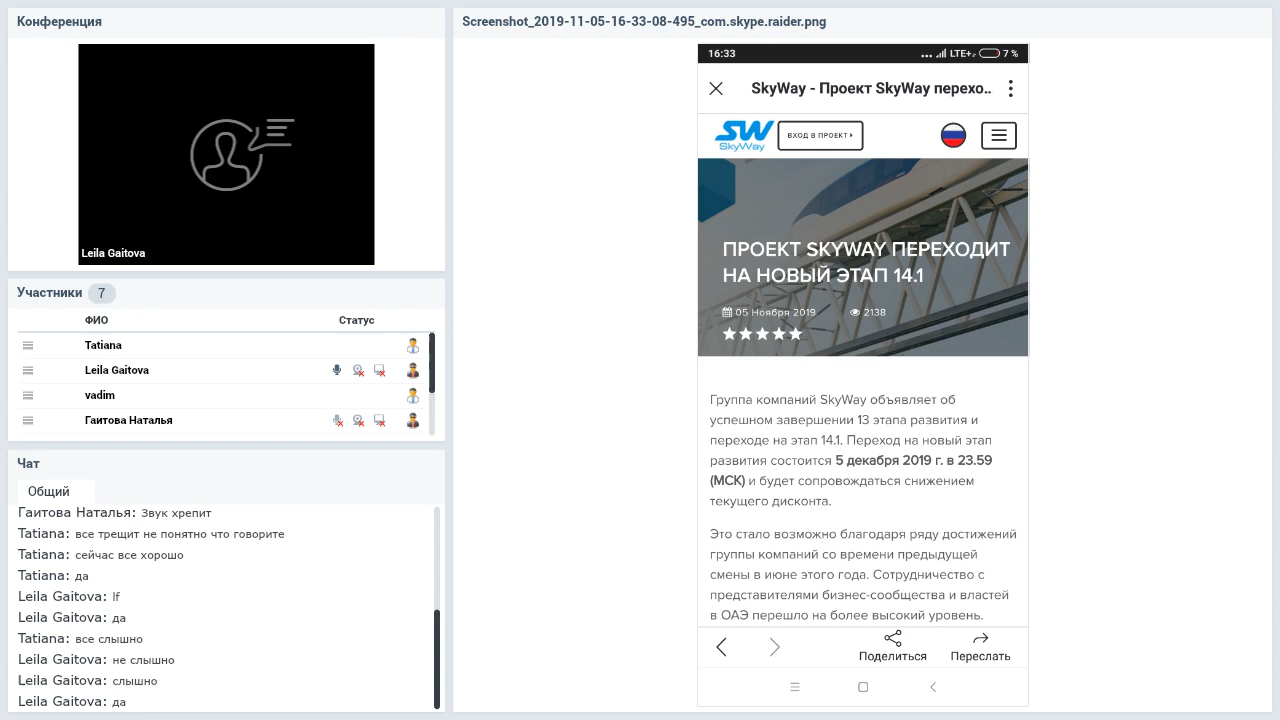 Конференция
Leila Gaitova
Участники 7
ФИО Статус
Tatiana
Leila Gaitova
vadim
Гаитова Наталья
Чат
Общий
Гаитова Наталья: Звук хрепит
Tatiana: все трещит не понятно что говорите
Tatiana: сейчас все хорошо
Tatiana: да
Leila Gaitova: lf
Leila Gaitova: да
Tatiana: все слышно
Leila Gaitova: не слышно
Leila Gaitova: слышно
Leila Gaitova: да
Screenshot_2019-11-05-16-33-08-495_com.skype.raider.png
16:33 ... LTE+ 7 %
SkyWay - Проект SkyWay перехо..
SW
SkyWay
ВХОД В ПРОЕКТ
ПРОЕКТ SKYWAY ПЕРЕХОДИТ
НА НОВЫЙ ЭТАП 14.1
05 Ноября 2019 2138
Группа компаний SkyWay объявляет об
успешном завершении 13 этапа развития и
переходе на этап 14.1. Переход на новый этап
развития состоится 5 декабря 2019 г. в 23.59
(МСК) и будет сопровождаться снижением
текущего дисконта.
Это стало возможно благодаря ряду достижений
группы компаний со времени предыдущей
смены в июне этого года. Сотрудничество с
представителями бизнес-сообщества и властей
в ОАЭ перешло на более высокий уровень.
Поделиться Переслать